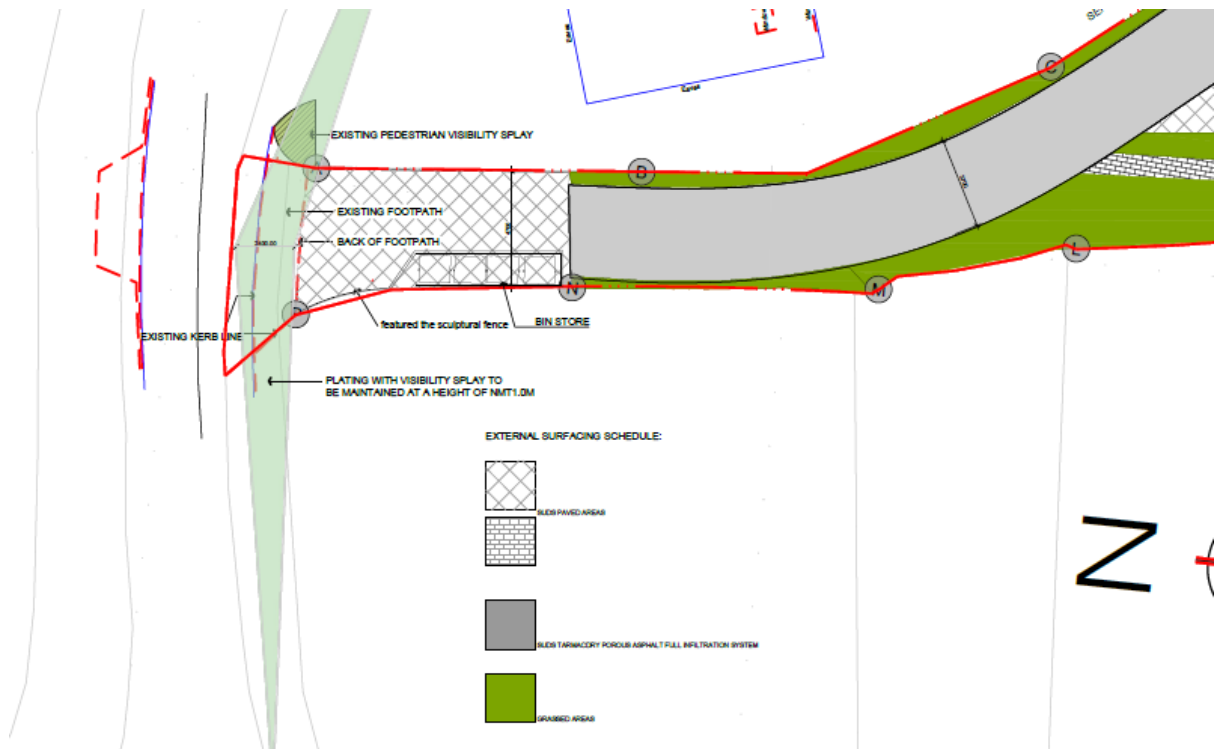 C
EXISTING PEDESTRIAN VISIBILITY SPLAY
A
B
EXISTING FOOTPATH
BACK OF FOOTPATH
L
N
M
P
featured the sculptural fence
BIN STORE
EXISTING KERB LINE
PLATING WITH VISIBILITY SPLAY TO
BE MAINTAINED AT A HEIGHT OF NMT1.0M
EXTERNAL SURFACING SCHEDULE:
SUDS PAVED AREAS
SUDS TARMACDRY POROUS ASPHALT FULL INFILTRATION SYSTEM
GRASSED AREAS
N